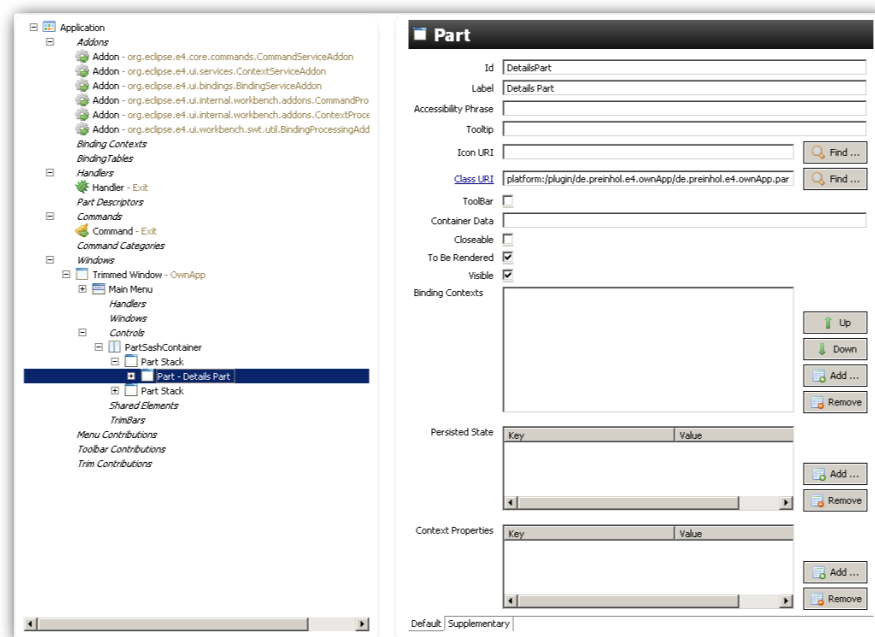 Application
Addons
Addon - org.eclipse.e4.core.commands.CommandServiceAddon
Addon - org.eclipse.e4.ui.services.ContextServiceAddon
Addon - org.eclipse.e4.ui.bindings.BindingServiceAddon
Addon - org.eclipse.e4.ui.internal.workbench.addons.CommandPro
Addon - org.eclipse.e4.ui.internal.workbench.addons.ContextProce
Addon - org.eclipse.e4.ui.workbench.swt.util.BindingProcessingAdd
Binding Contexts
BindingTables
Handlers
Handler - Exit
Part Descriptors
Commands
Command - Exit
Command Categories
Windows
Trimmed Window - OwnApp
Main Menu
Handlers
Windows
Controls
PartSashContainer
Part Stack
Part - Details Part
Part Stack
Shared Elements
TrimBars
Menu Contributions
Toolbar Contributions
Trim Contributions
Part
Id DetailsPart
Label Details Part
Accessibility Phrase
Tooltip
Icon URI Find ...
Class URI platform:/plugin/de.preinhol.e4.ownApp/de.preinhol.e4.ownApp.par Find ...
ToolBar
Container Data
Closeable
To Be Rendered
Visible
Binding Contexts
Up
Down
Add ...
Remove
Persisted State Key Value
Add ...
Remove
Context Properties Key Value
Add ...
Remove
Default Supplementary